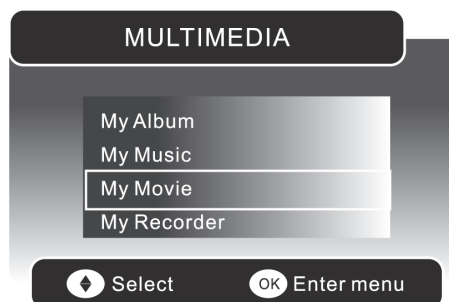 MULTIMEDIA
My Album
My Music
My Movie
My Recorder
Select OK Enter menu